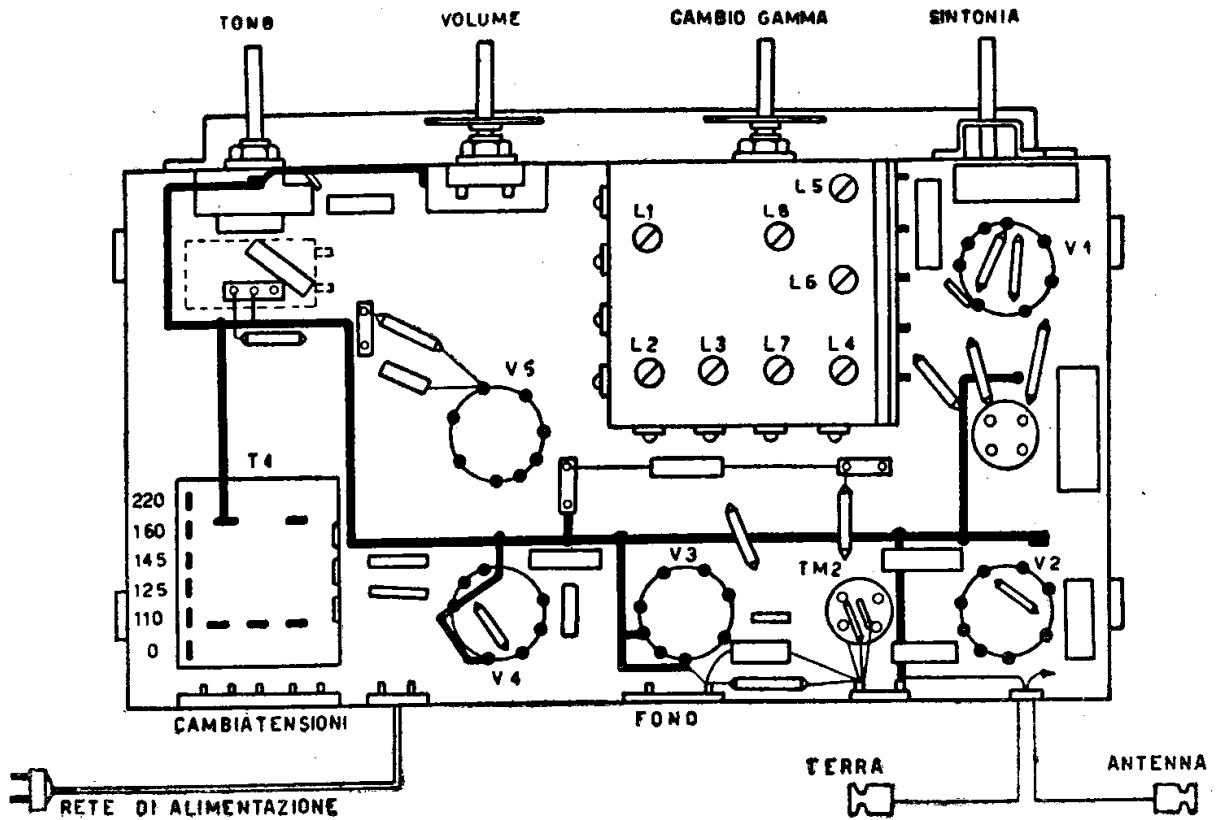 TONO
VOLUME
CAMBIO GAMMA
SINTONIA
L5
L1
L8
V1
L6
L2
L3
L7
L4
V5
T4
220
160
145
125
110
0
V3
TM2
V2
V4
CAMBIATENSIONI
FONO
RETE DI ALIMENTAZIONE
TERRA
ANTENNA